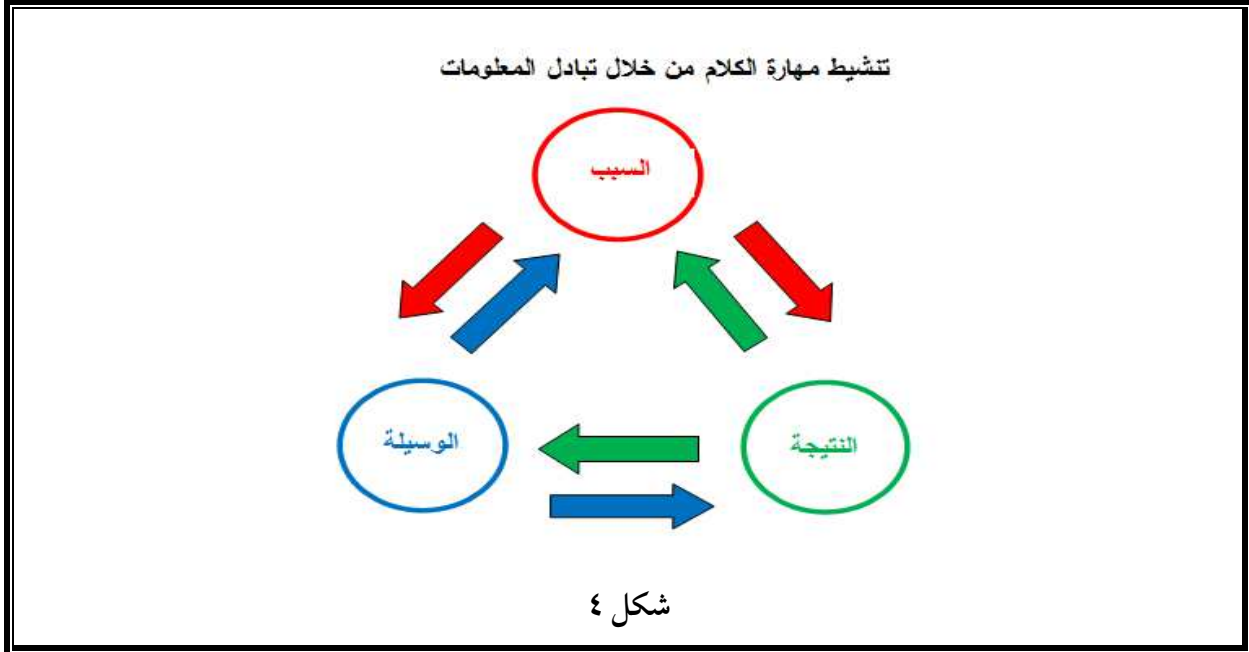 تنشيط مهارة الكلام من خلال تبادل المعلومات
السبب
الوسيلة
النتيجة
شكل ٤